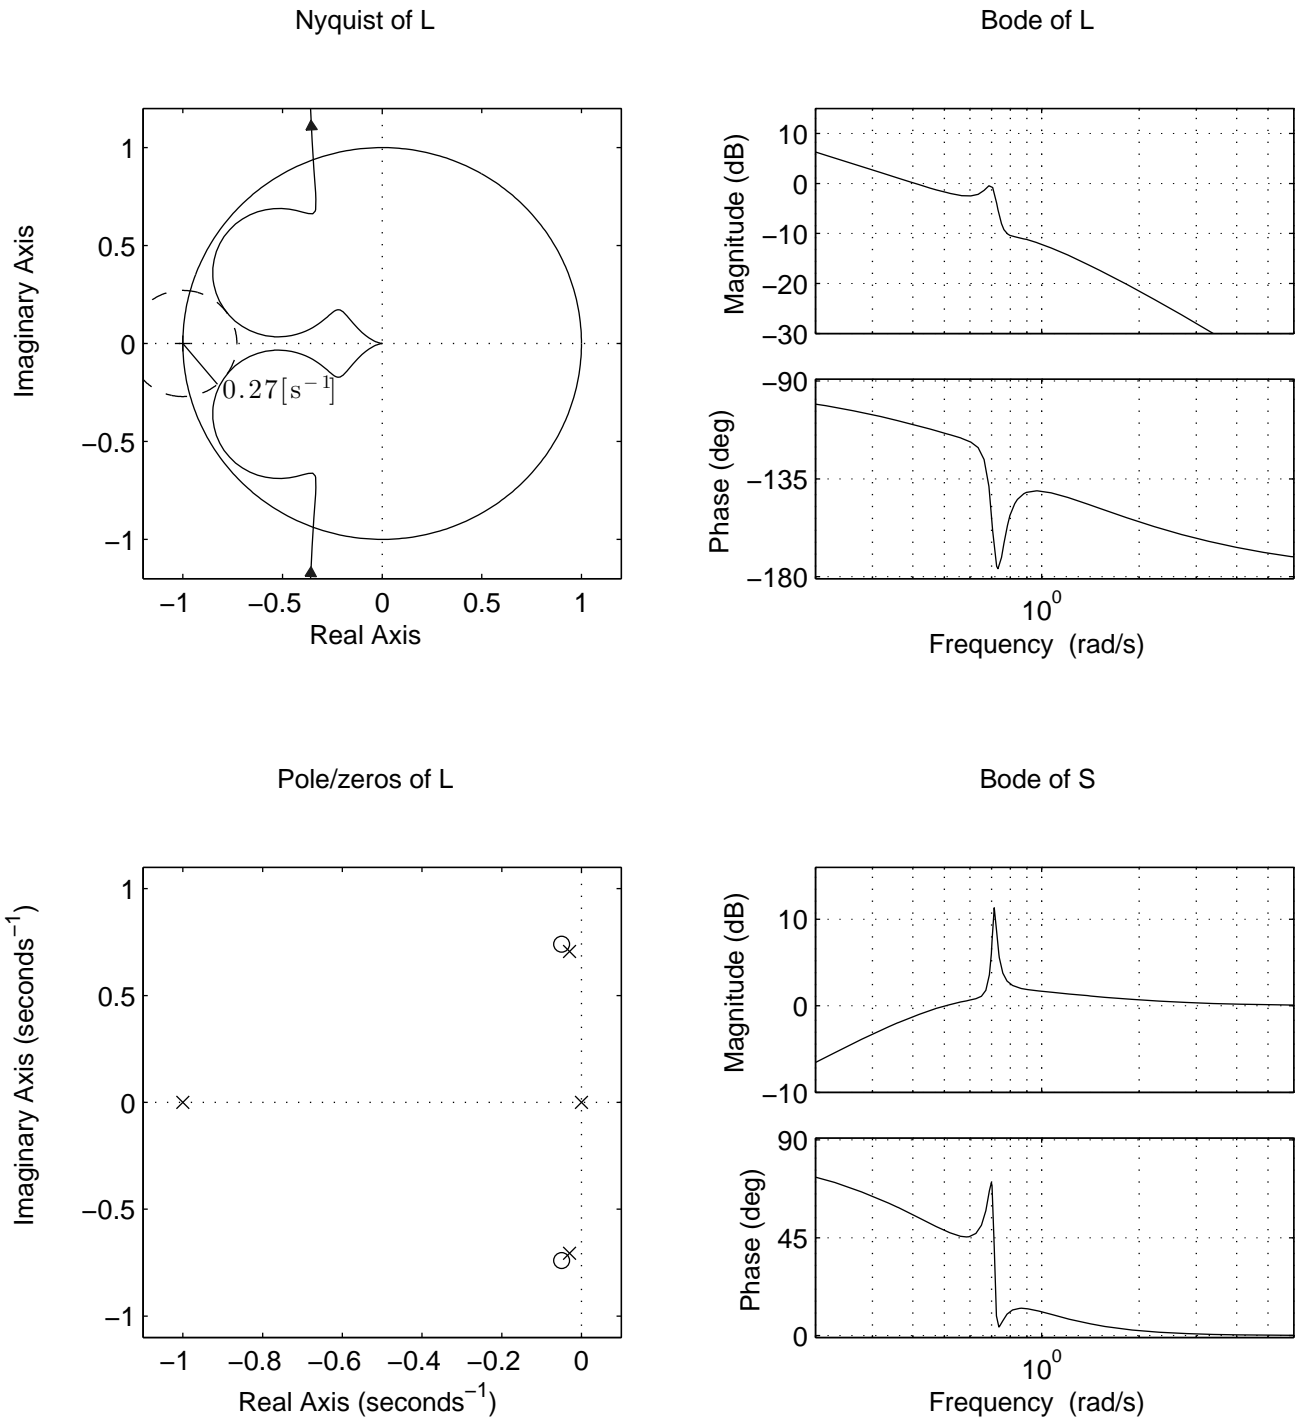 Nyquist of L
Imaginary Axis
1
0.5
0
−0.5
−1
0.27[s⁻¹]
−1 −0.5 0 0.5 1
Real Axis
Bode of L
Magnitude (dB)
10
0
−10
−20
−30
Phase (deg)
−90
−135
−180
10⁰
Frequency (rad/s)
Pole/zeros of L
Imaginary Axis (seconds⁻¹)
1
0.5
0
−0.5
−1
−1 −0.8 −0.6 −0.4 −0.2 0
Real Axis (seconds⁻¹)
Bode of S
Magnitude (dB)
10
0
−10
Phase (deg)
90
45
0
10⁰
Frequency (rad/s)